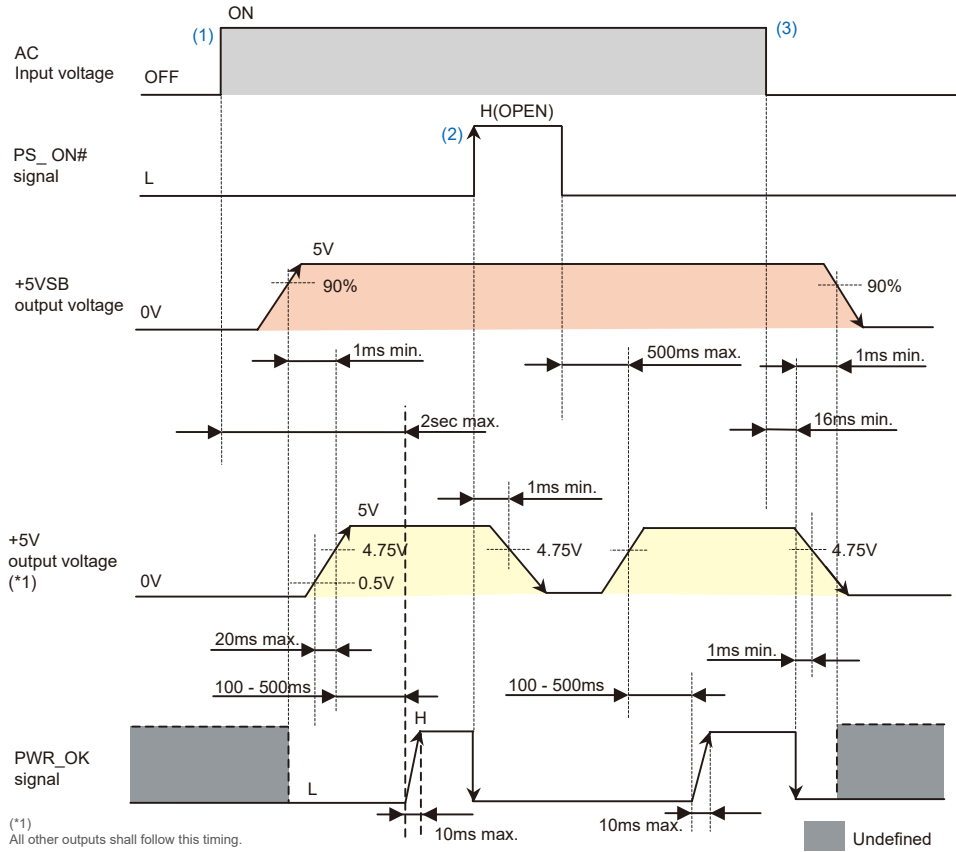 ON
(1)
(3)
AC
Input voltage
OFF
H(OPEN)
(2)
PS_ ON#
signal
L
5V
+5VSB
output voltage
90%
90%
0V
1ms min.
500ms max.
1ms min.
2sec max.
16ms min.
1ms min.
5V
+5V
output voltage
(*1)
4.75V
4.75V
4.75V
0V
0.5V
20ms max.
1ms min.
100 - 500ms
100 - 500ms
H
PWR_OK
signal
L
10ms max.
10ms max.
(*1)
All other outputs shall follow this timing.
Undefined